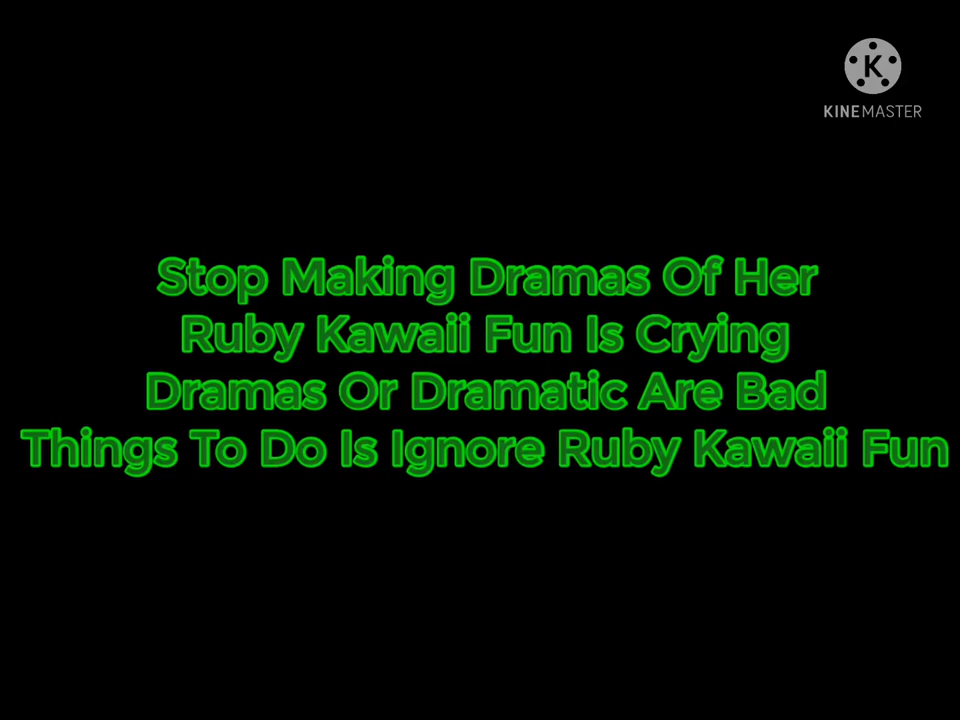 K
KINEMASTER
Stop Making Dramas Of Her
Ruby Kawaii Fun Is Crying
Dramas Or Dramatic Are Bad
Things To Do Is Ignore Ruby Kawaii Fun